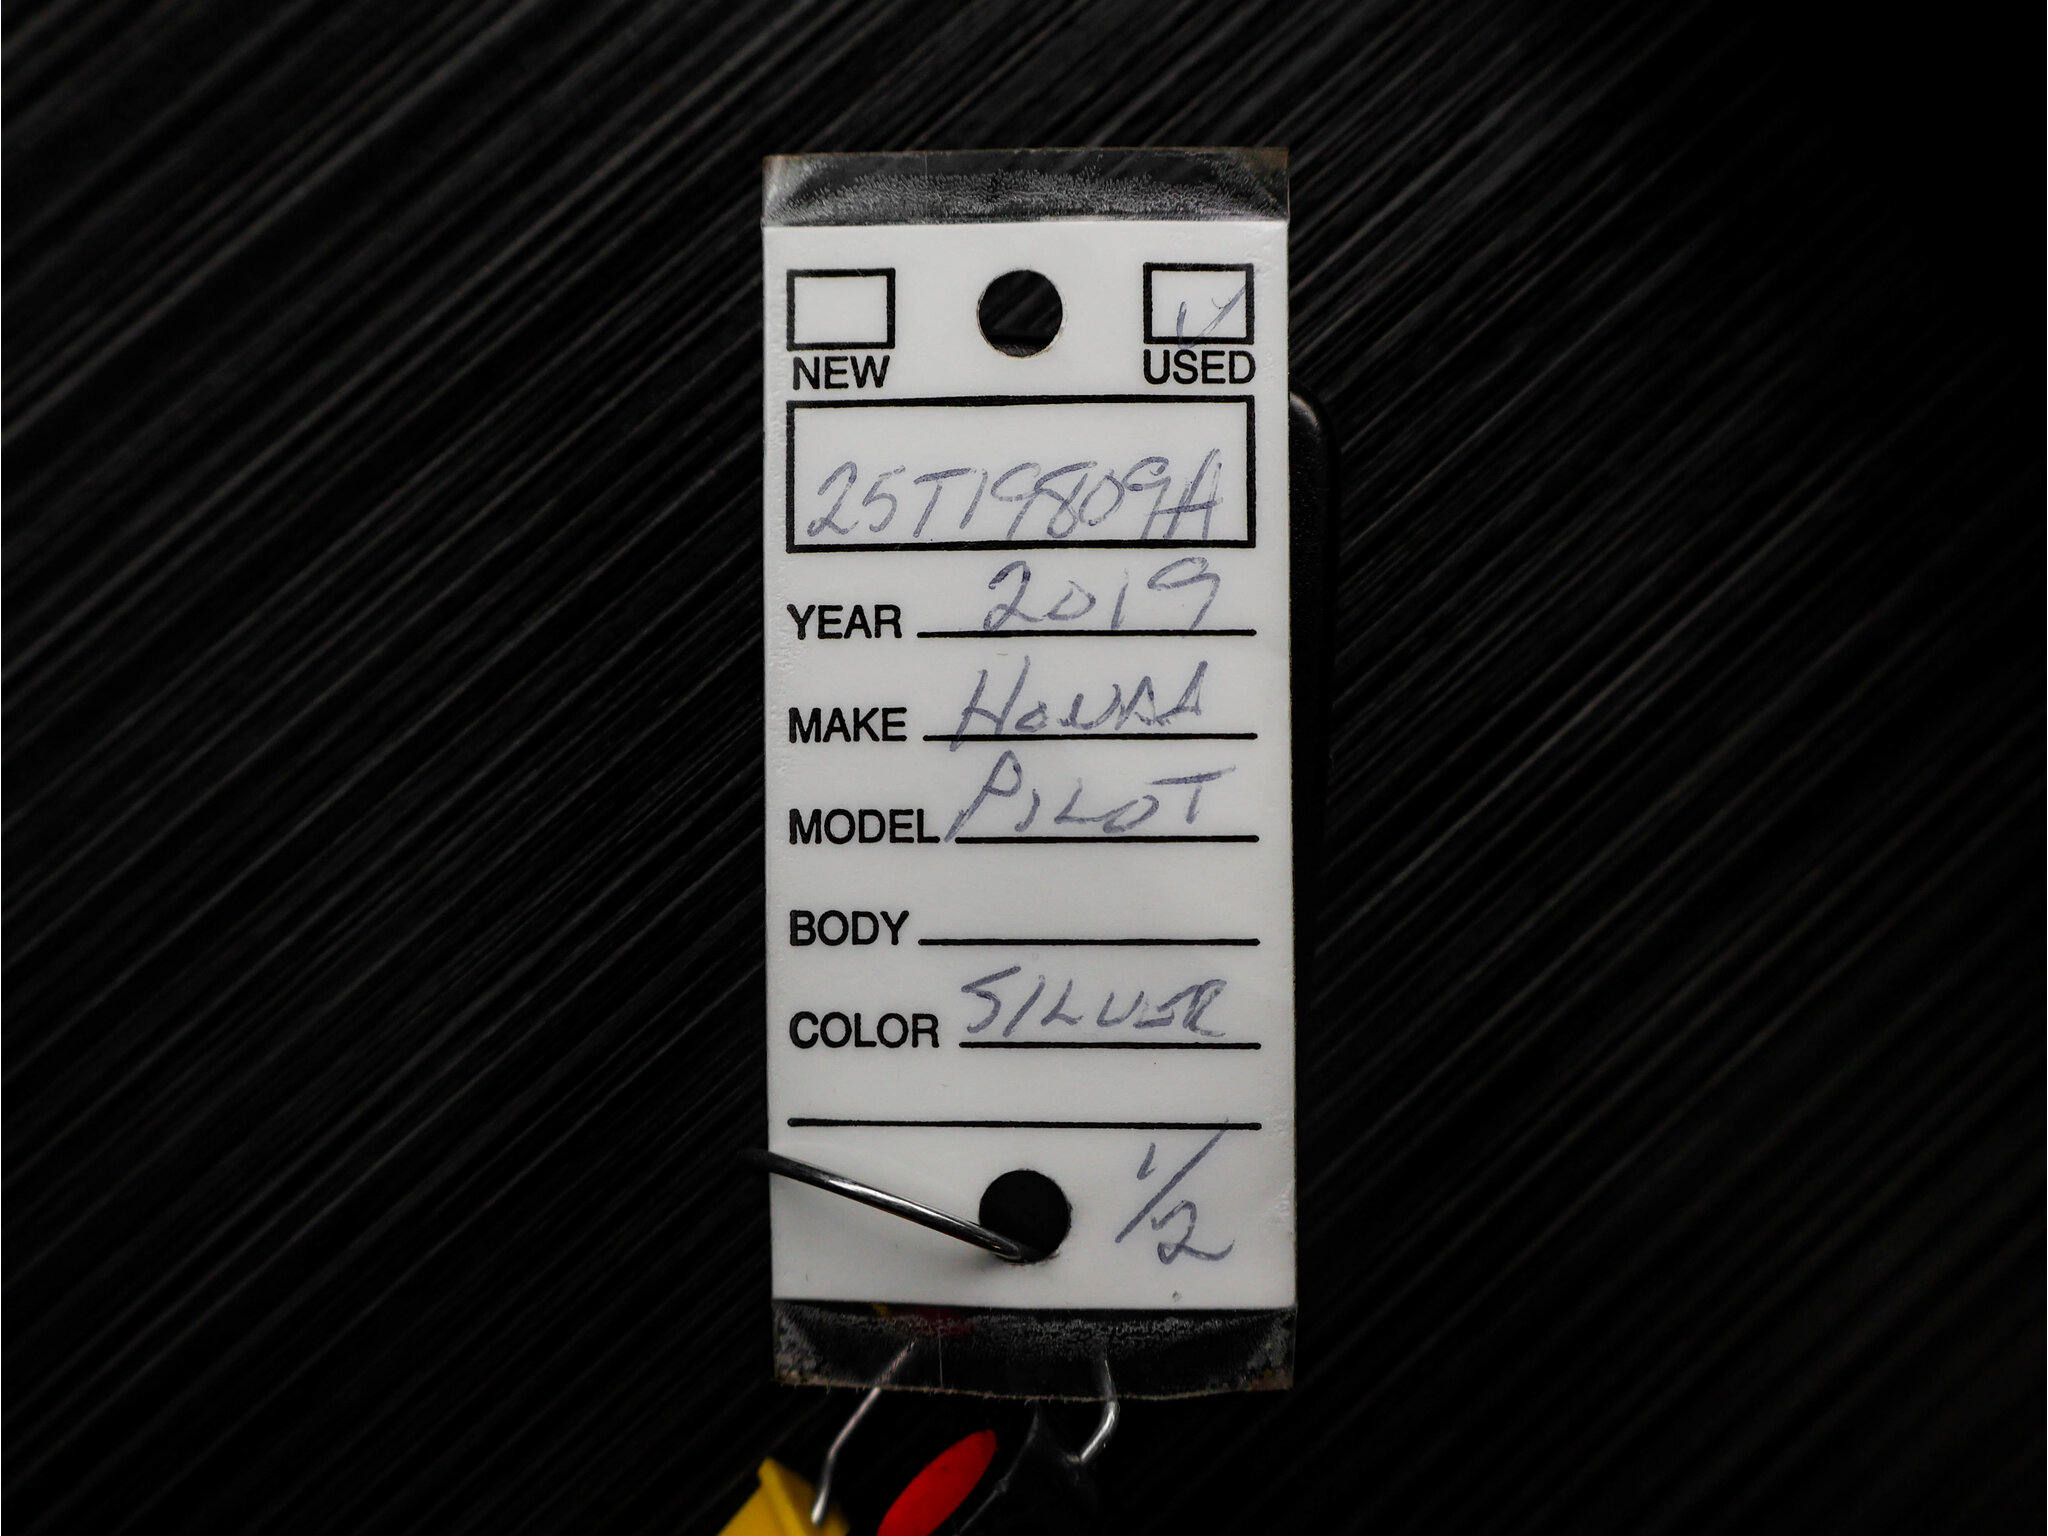 NEW USED
25T19809A
YEAR 2019
MAKE HONDA
MODEL PILOT
BODY
COLOR SILVER
1/2